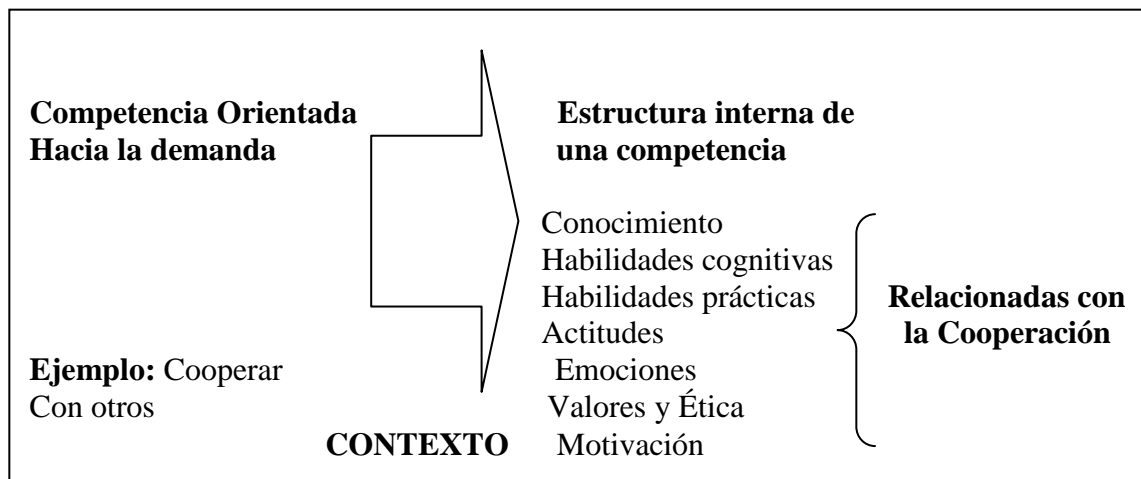 Competencia Orientada
Hacia la demanda
Estructura interna de
una competencia
Conocimiento
Habilidades cognitivas
Habilidades prácticas
Actitudes
Emociones
Valores y Ética
Motivación
Relacionadas con
la Cooperación
Ejemplo: Cooperar
Con otros
CONTEXTO